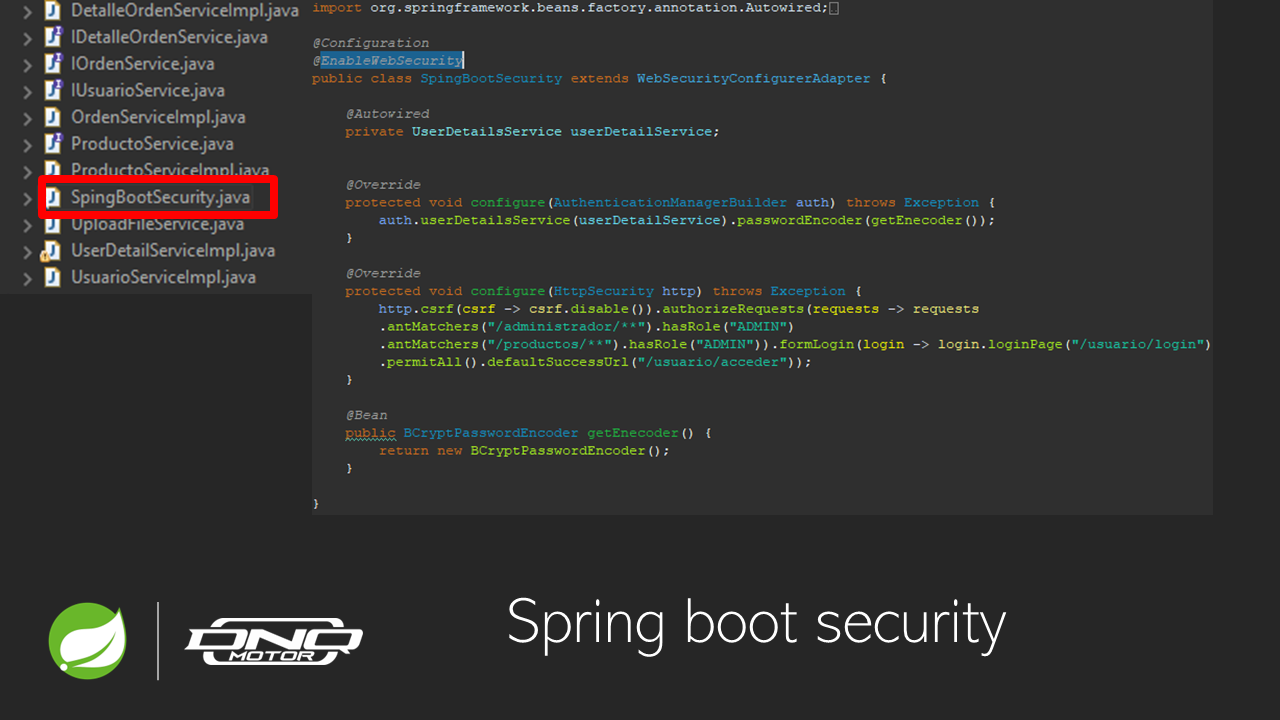 DetalleOrdenServiceImpl.java
IDetalleOrdenService.java
IOrdenService.java
IUsuarioService.java
OrdenServiceImpl.java
ProductoService.java
ProductoServiceImpl.java
SpingBootSecurity.java
UploadFileService.java
UserDetailServiceImpl.java
UsuarioServiceImpl.java
import org.springframework.beans.factory.annotation.Autowired;
@Configuration
@EnableWebSecurity
public class SpingBootSecurity extends WebSecurityConfigurerAdapter {
@Autowired
private UserDetailsService userDetailService;
@Override
protected void configure(AuthenticationManagerBuilder auth) throws Exception {
auth.userDetailsService(userDetailService).passwordEncoder(getEnecoder());
}
@Override
protected void configure(HttpSecurity http) throws Exception {
http.csrf(csrf -> csrf.disable()).authorizeRequests(requests -> requests
.antMatchers("/administrador/**").hasRole("ADMIN")
.antMatchers("/productos/**").hasRole("ADMIN")).formLogin(login -> login.loginPage("/usuario/login")
.permitAll().defaultSuccessUrl("/usuario/acceder"));
}
@Bean
public BCryptPasswordEncoder getEnecoder() {
return new BCryptPasswordEncoder();
}
}
DNQ
MOTOR
Spring boot security